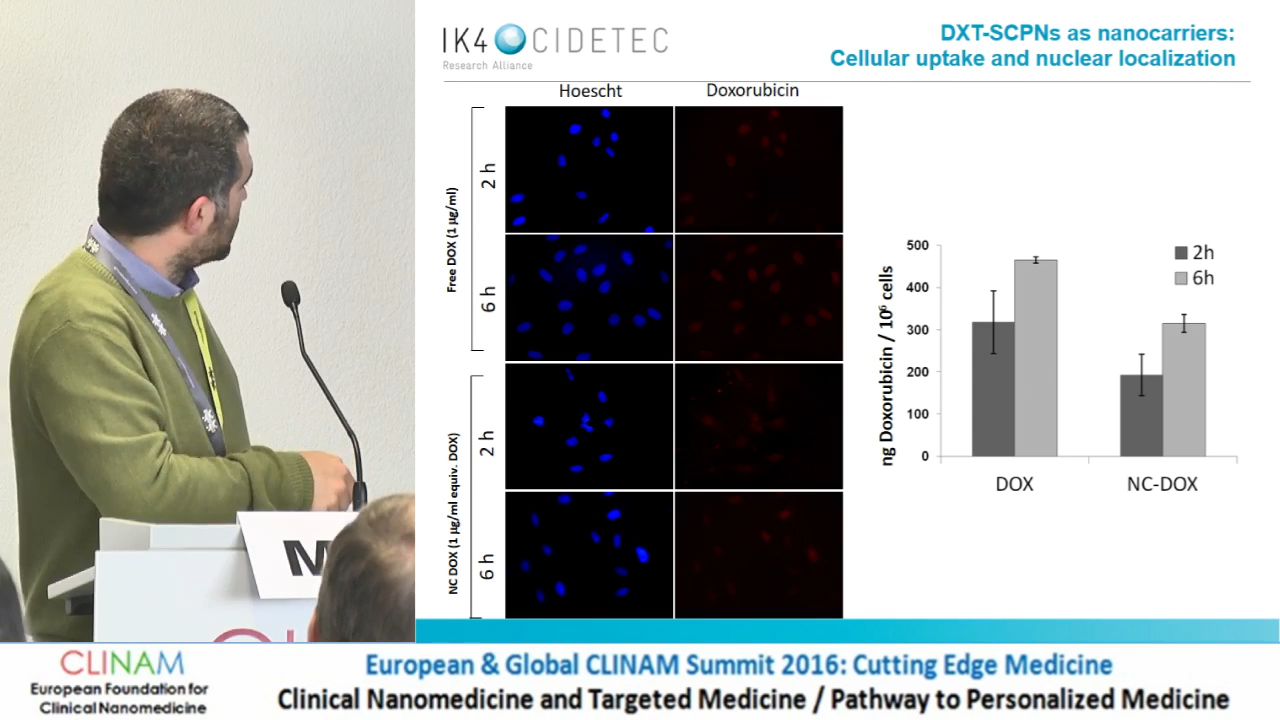 IK4 CIDETEC
Research Alliance
DXT-SCPNs as nanocarriers:
Cellular uptake and nuclear localization
Hoescht
Doxorubicin
Free DOX (1 µg/ml)
2 h
6 h
NC DOX (1 µg/ml equiv. DOX)
2 h
6 h
ng Doxorubicin / 10⁶ cells
500
400
300
200
100
0
2h
6h
DOX
NC-DOX
CLINAM
European Foundation for
Clinical Nanomedicine
European & Global CLINAM Summit 2016: Cutting Edge Medicine
Clinical Nanomedicine and Targeted Medicine / Pathway to Personalized Medicine